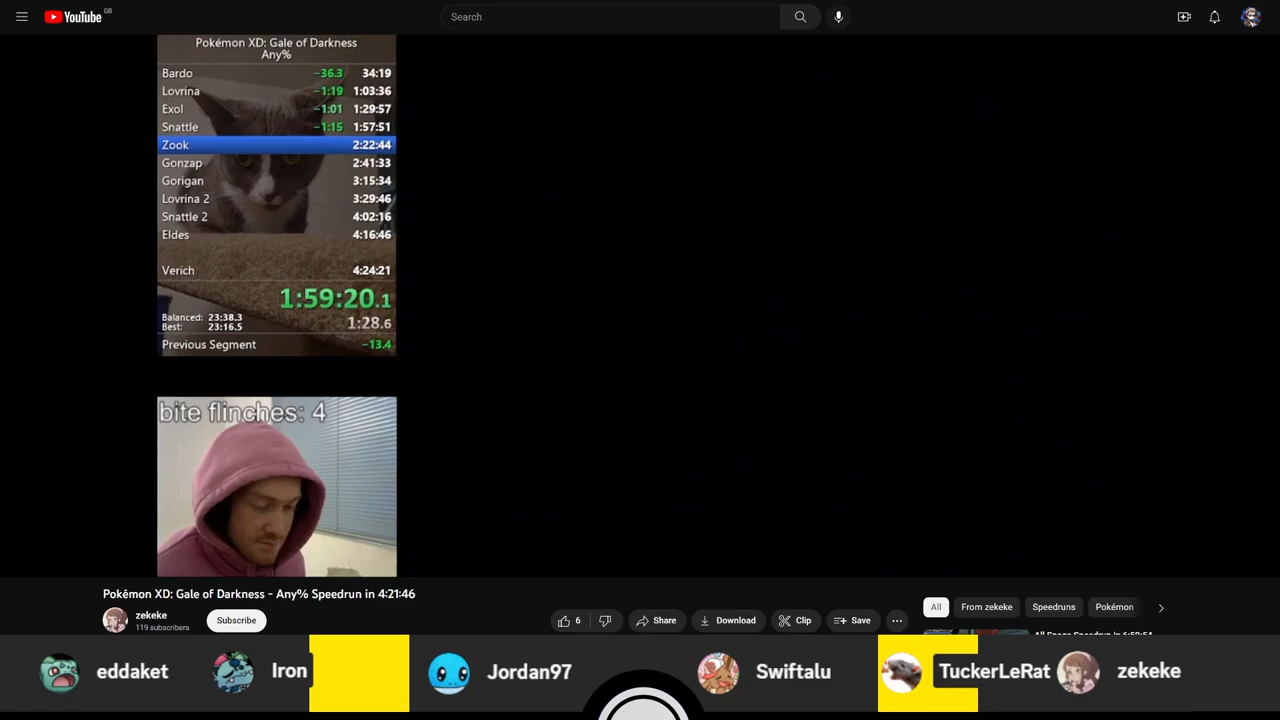 YouTube GB
Search
Pokémon XD: Gale of Darkness
Any%
Bardo -36.3 34:19
Lovrina -1:19 1:03:36
Exol -1:01 1:29:57
Snattle -1:15 1:57:51
Zook 2:22:44
Gonzap 2:41:33
Gorigan 3:15:34
Lovrina 2 3:29:46
Snattle 2 4:02:16
Eldes 4:16:46
Verich 4:24:21
1:59:20.1
Balanced: 23:38.3
Best: 23:16.5
1:28.6
Previous Segment -13.4
bite flinches: 4
Pokémon XD: Gale of Darkness - Any% Speedrun in 4:21:46
zekeke
119 subscribers
Subscribe
6
Share
Download
Clip
Save
All
From zekeke
Speedruns
Pokémon
eddaket
Iron
Jordan97
Swiftalu
TuckerLeRat
zekeke